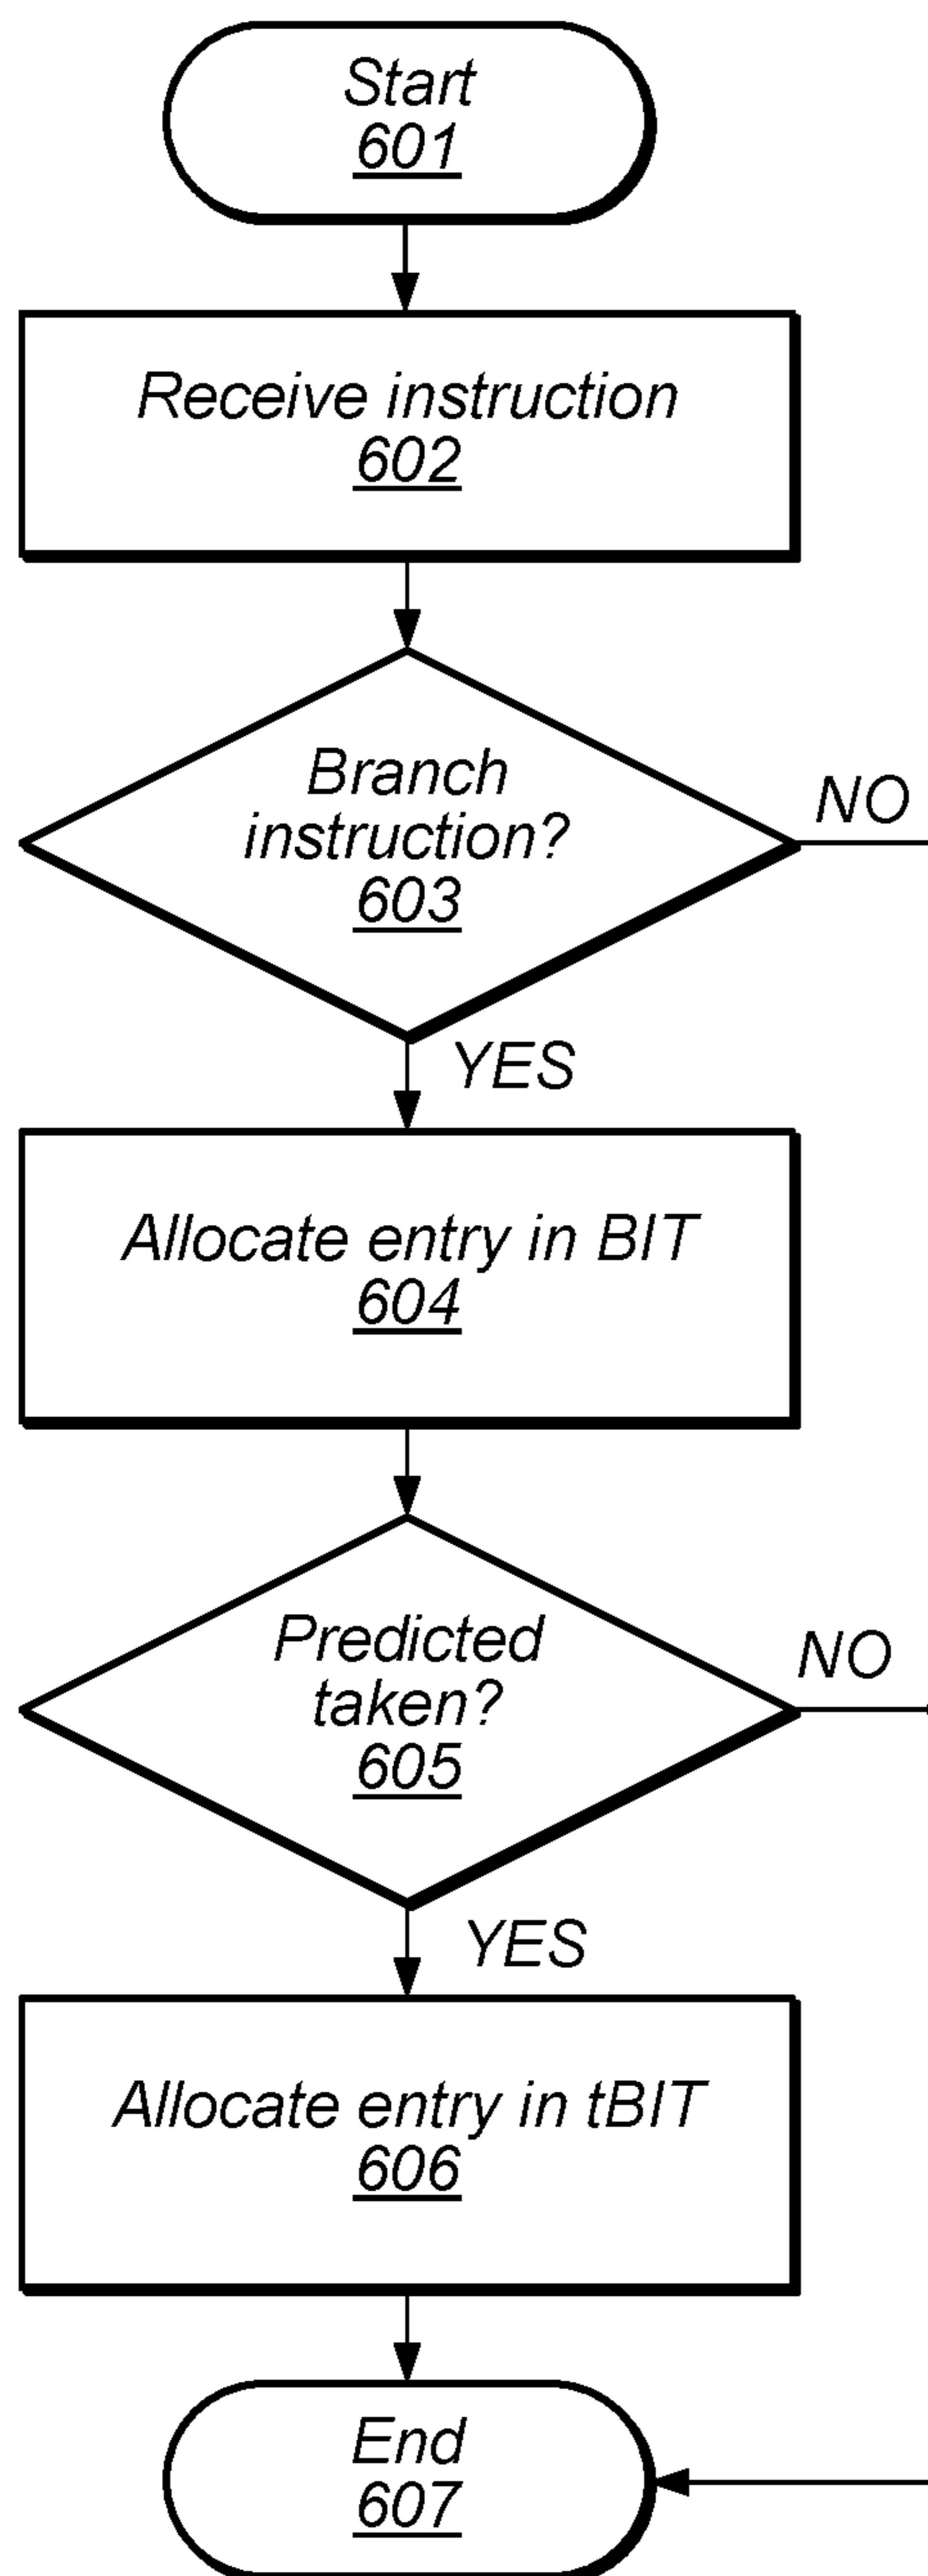 Start
601
Receive instruction
602
Branch
instruction?
603
NO
YES
Allocate entry in BIT
604
Predicted
taken?
605
NO
YES
Allocate entry in tBIT
606
End
607